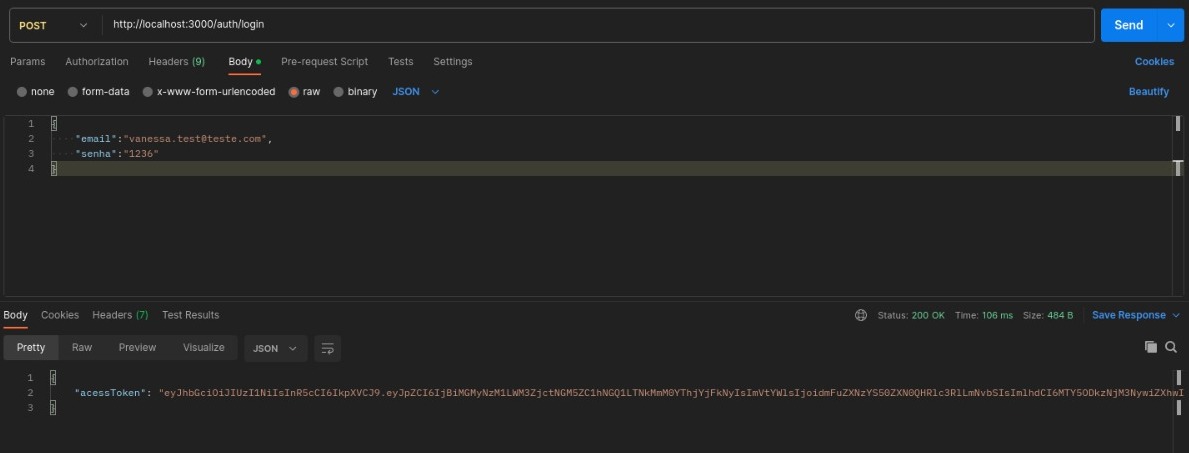 POST http://localhost:3000/auth/login Send
Params Authorization Headers (9) Body Pre-request Script Tests Settings Cookies
none form-data x-www-form-urlencoded raw binary JSON Beautify
1 {
2 "email":"vanessa.test@teste.com",
3 "senha":"1236"
4 }
Body Cookies Headers (7) Test Results Status: 200 OK Time: 106 ms Size: 484 B Save Response
Pretty Raw Preview Visualize JSON
1 {
2 "acessToken": "eyJhbGciOiJIUzI1NiIsInR5cCI6IkpXVCJ9.eyJpZCI6IjBiMGMyNzM1LWM3ZjctNGM5ZC1hNGQ1LTNkMmM0YThjYjFkNyIsImVtYWlsIjoidmFuZXNzYS50ZXN0QHRlc3RlLmNvbSIsImlhdCI6MTY5ODkzNjM3NywiZXhwI
3 }